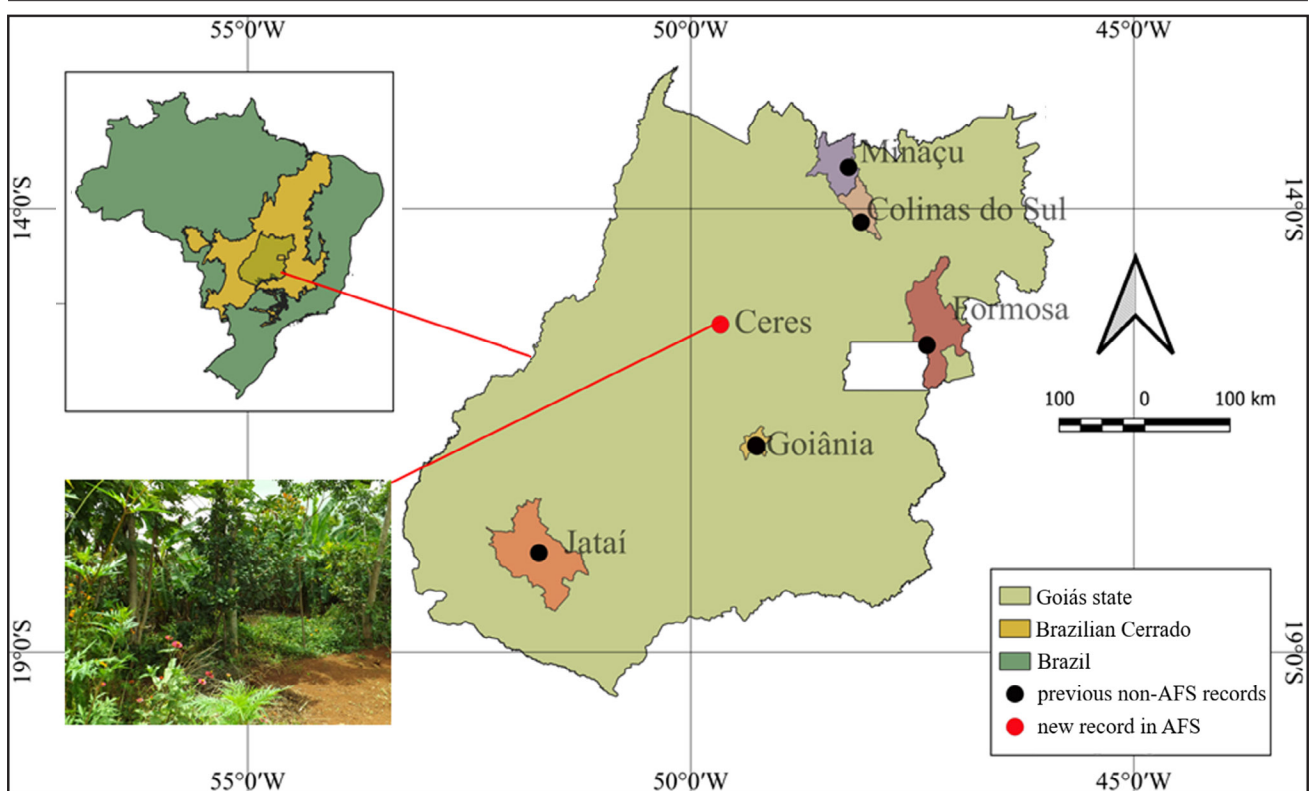 55°0'W 50°0'W 45°0'W
14°0'S 14°0'S
Minaçu
Colinas do Sul
Formosa
Ceres
100 0 100 km
Goiânia
Jataí
Goiás state
Brazilian Cerrado
Brazil
previous non-AFS records
new record in AFS
19°0'S 19°0'S
55°0'W 50°0'W 45°0'W